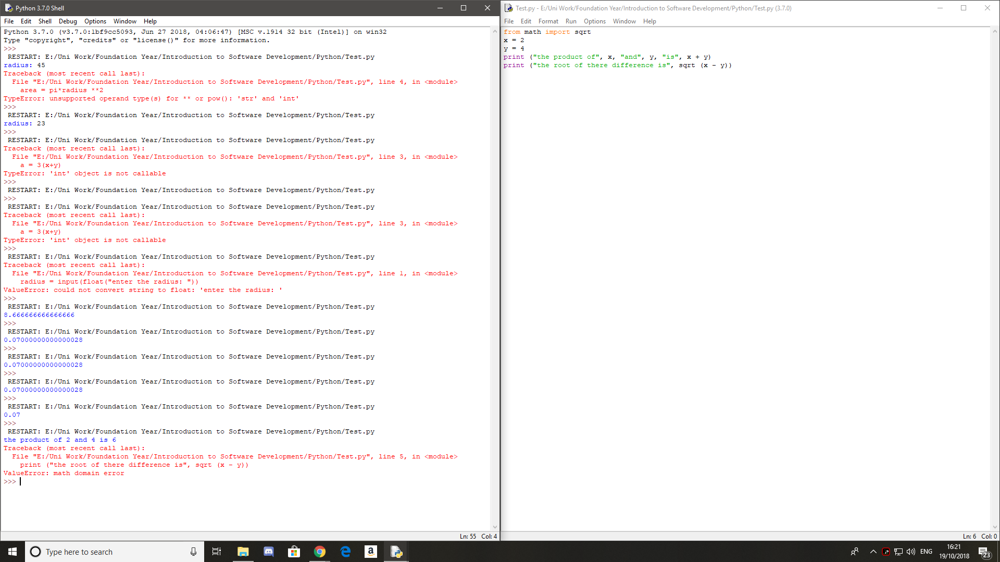 Python 3.7.0 Shell
File Edit Shell Debug Options Window Help
Python 3.7.0 (v3.7.0:1bf9cc5093, Jun 27 2018, 04:06:47) [MSC v.1914 32 bit (Intel)] on win32
Type "copyright", "credits" or "license()" for more information.
>>>
RESTART: E:/Uni Work/Foundation Year/Introduction to Software Development/Python/Test.py
radius: 45
Traceback (most recent call last):
File "E:/Uni Work/Foundation Year/Introduction to Software Development/Python/Test.py", line 4, in <module>
area = pi*radius **2
TypeError: unsupported operand type(s) for ** or pow(): 'str' and 'int'
>>>
RESTART: E:/Uni Work/Foundation Year/Introduction to Software Development/Python/Test.py
radius: 23
>>>
RESTART: E:/Uni Work/Foundation Year/Introduction to Software Development/Python/Test.py
Traceback (most recent call last):
File "E:/Uni Work/Foundation Year/Introduction to Software Development/Python/Test.py", line 3, in <module>
a = 3(x+y)
TypeError: 'int' object is not callable
>>>
RESTART: E:/Uni Work/Foundation Year/Introduction to Software Development/Python/Test.py
>>>
RESTART: E:/Uni Work/Foundation Year/Introduction to Software Development/Python/Test.py
Traceback (most recent call last):
File "E:/Uni Work/Foundation Year/Introduction to Software Development/Python/Test.py", line 3, in <module>
a = 3(x+y)
TypeError: 'int' object is not callable
>>>
RESTART: E:/Uni Work/Foundation Year/Introduction to Software Development/Python/Test.py
Traceback (most recent call last):
File "E:/Uni Work/Foundation Year/Introduction to Software Development/Python/Test.py", line 1, in <module>
radius = input(float("enter the radius: "))
ValueError: could not convert string to float: 'enter the radius: '
>>>
RESTART: E:/Uni Work/Foundation Year/Introduction to Software Development/Python/Test.py
8.666666666666666
>>>
RESTART: E:/Uni Work/Foundation Year/Introduction to Software Development/Python/Test.py
0.07000000000000028
>>>
RESTART: E:/Uni Work/Foundation Year/Introduction to Software Development/Python/Test.py
0.07000000000000028
>>>
RESTART: E:/Uni Work/Foundation Year/Introduction to Software Development/Python/Test.py
0.07000000000000028
>>>
RESTART: E:/Uni Work/Foundation Year/Introduction to Software Development/Python/Test.py
0.07
>>>
RESTART: E:/Uni Work/Foundation Year/Introduction to Software Development/Python/Test.py
the product of 2 and 4 is 6
Traceback (most recent call last):
File "E:/Uni Work/Foundation Year/Introduction to Software Development/Python/Test.py", line 5, in <module>
print ("the root of there difference is", sqrt (x - y))
ValueError: math domain error
>>>
Ln: 55 Col: 4
Test.py - E:/Uni Work/Foundation Year/Introduction to Software Development/Python/Test.py (3.7.0)
File Edit Format Run Options Window Help
from math import sqrt
x = 2
y = 4
print ("the product of", x, "and", y, "is", x + y)
print ("the root of there difference is", sqrt (x - y))
Ln: 6 Col: 0
Type here to search
a
ENG
16:21
19/10/2018
23